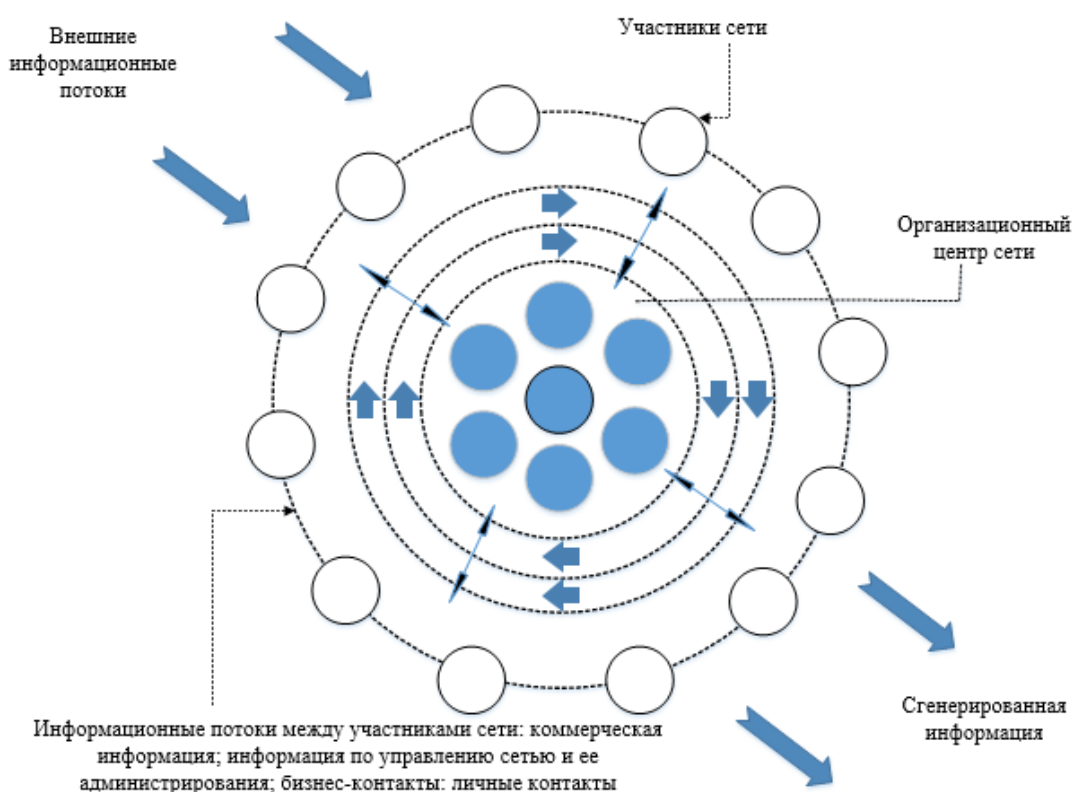 Внешние
информационные
потоки
Участники сети
Организационный
центр сети
Информационные потоки между участниками сети: коммерческая
информация; информация по управлению сетью и ее
администрирования; бизнес-контакты: личные контакты
Сгенерированная
информация